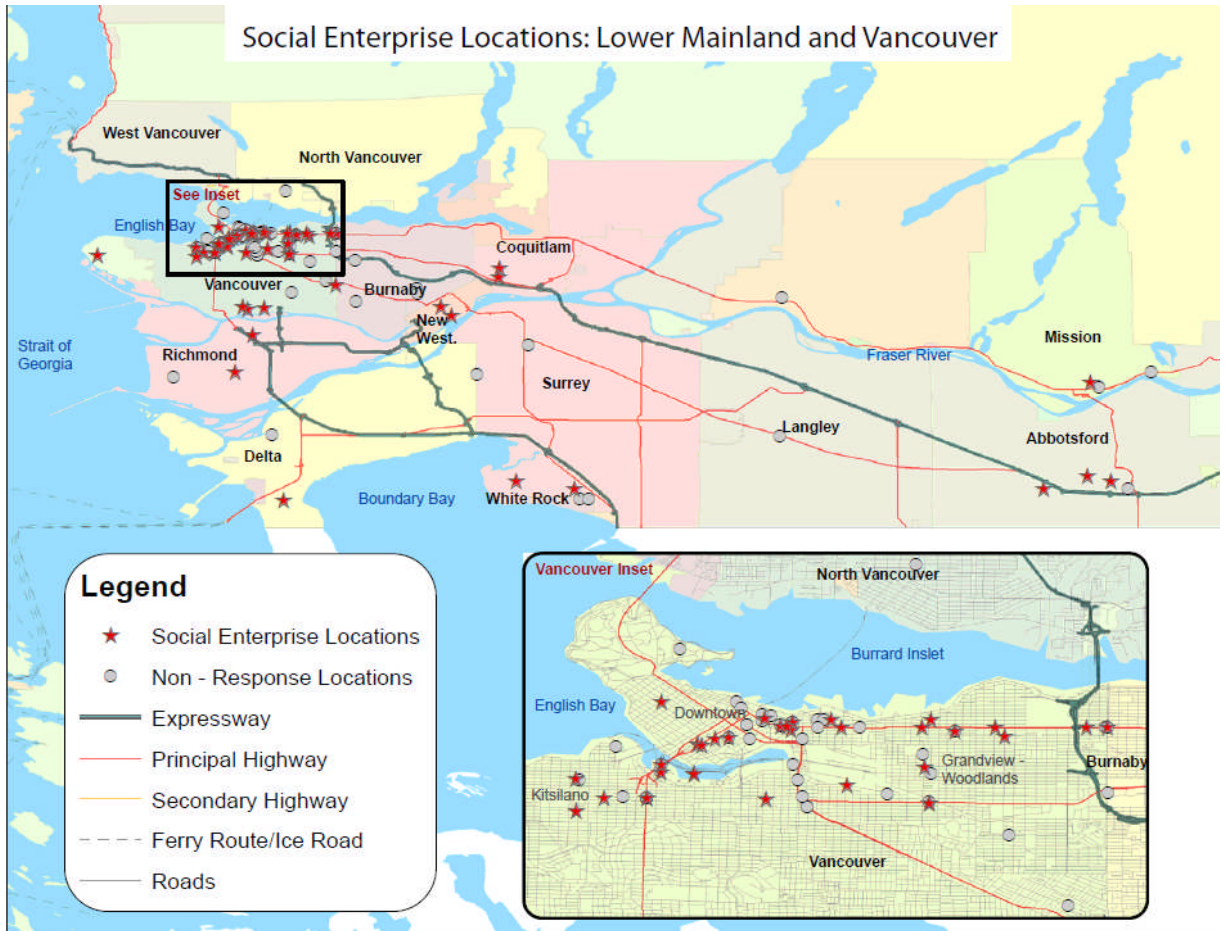 Social Enterprise Locations: Lower Mainland and Vancouver
West Vancouver
North Vancouver
See Inset
English Bay
Coquitlam
Vancouver
Burnaby
New
West.
Mission
Strait of
Georgia
Richmond
Fraser River
Surrey
Langley
Abbotsford
Delta
Boundary Bay
White Rock
Legend
Social Enterprise Locations
Non - Response Locations
Expressway
Principal Highway
Secondary Highway
Ferry Route/Ice Road
Roads
Vancouver Inset
North Vancouver
Burrard Inslet
English Bay
Downtown
Grandview -
Woodlands
Burnaby
Kitsilano
Vancouver